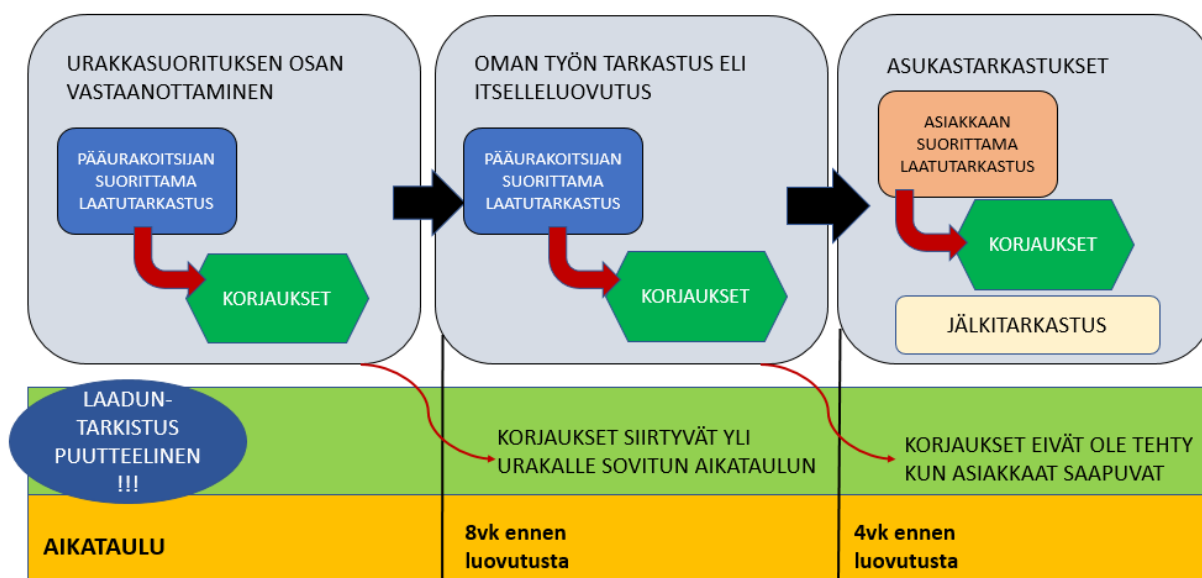 URAKKASUORITUKSEN OSAN
VASTAANOTTAMINEN
PÄÄURAKOITSIJAN
SUORITTAMA
LAATUTARKASTUS
KORJAUKSET
OMAN TYÖN TARKASTUS ELI
ITSELLELUOVUTUS
PÄÄURAKOITSIJAN
SUORITTAMA
LAATUTARKASTUS
KORJAUKSET
ASUKASTARKASTUKSET
ASIAKKAAN
SUORITTAMA
LAATUTARKASTUS
KORJAUKSET
JÄLKITARKASTUS
LAADUN-
TARKISTUS
PUUTTEELINEN
!!!
KORJAUKSET SIIRTYVÄT YLI
URAKALLE SOVITUN AIKATAULUN
KORJAUKSET EIVÄT OLE TEHTY
KUN ASIAKKAAT SAAPUVAT
AIKATAULU
8vk ennen
luovutusta
4vk ennen
luovutusta